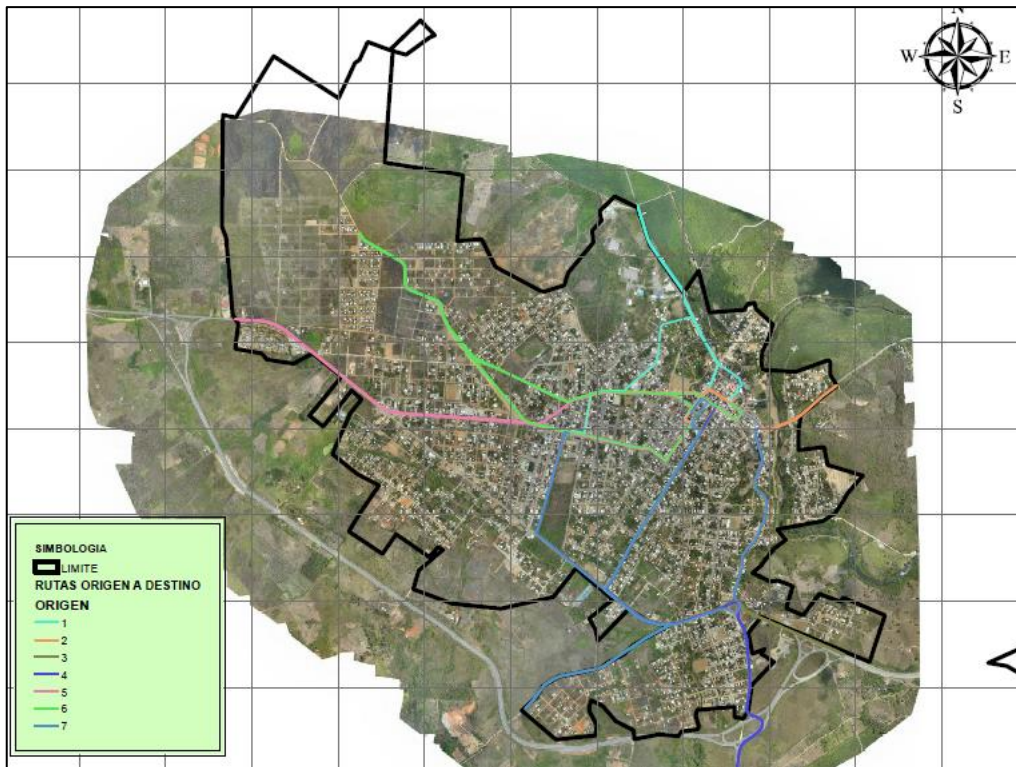 N
W E
S
SIMBOLOGIA
LIMITE
RUTAS ORIGEN A DESTINO
ORIGEN
1
2
3
4
5
6
7